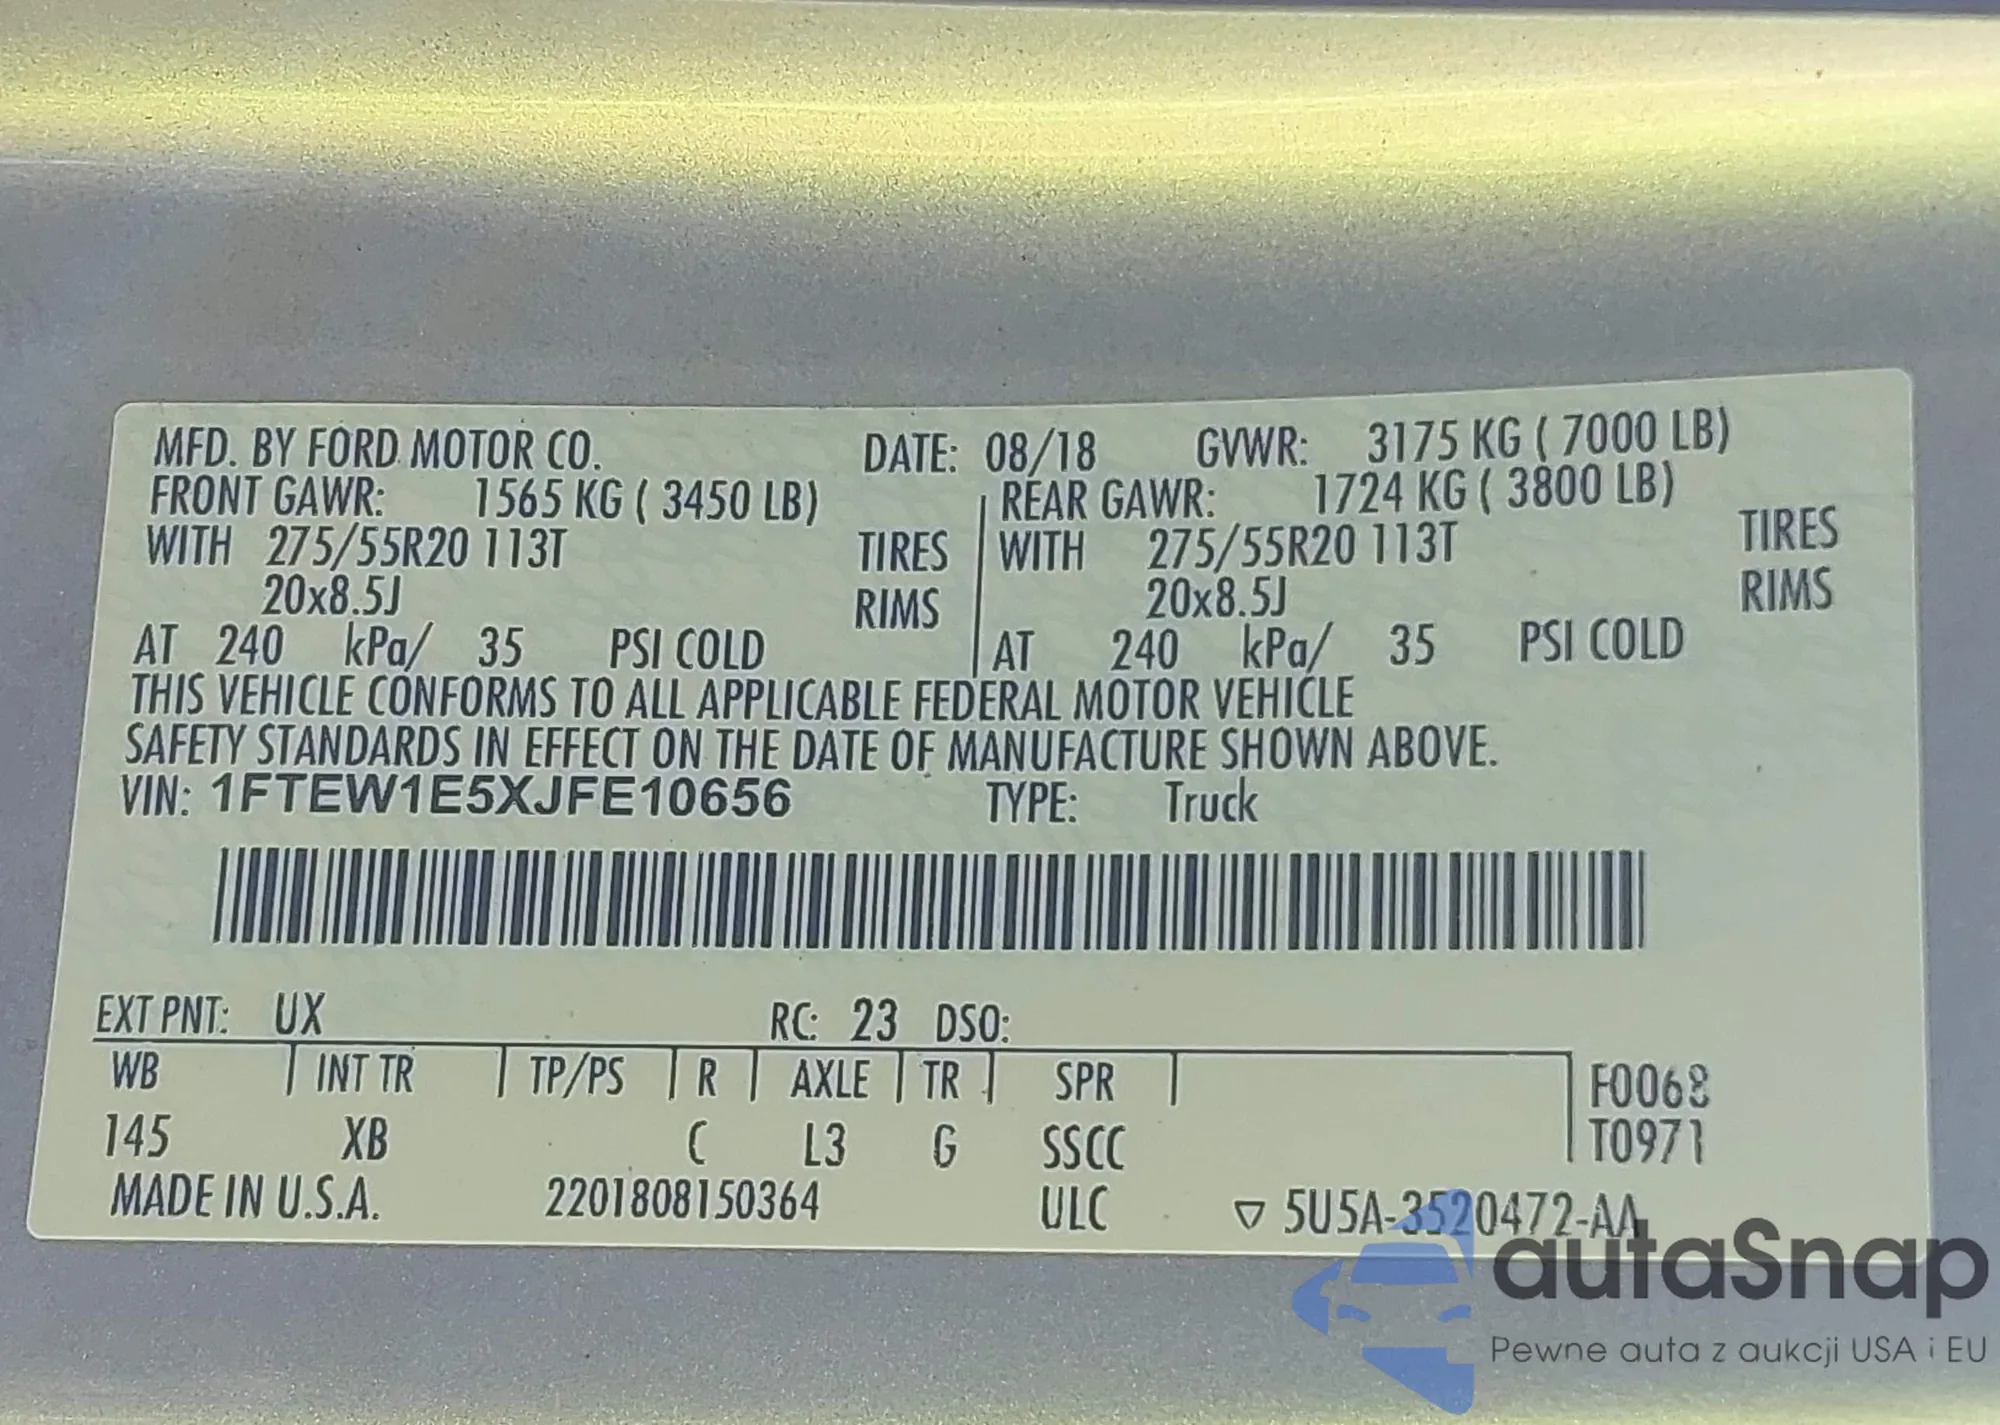 MFD. BY FORD MOTOR CO. DATE: 08/18 GVWR: 3175 KG ( 7000 LB)
FRONT GAWR: 1565 KG ( 3450 LB) REAR GAWR: 1724 KG ( 3800 LB)
WITH 275/55R20 113T TIRES WITH 275/55R20 113T TIRES
20x8.5J RIMS 20x8.5J RIMS
AT 240 kPa/ 35 PSI COLD AT 240 kPa/ 35 PSI COLD
THIS VEHICLE CONFORMS TO ALL APPLICABLE FEDERAL MOTOR VEHICLE
SAFETY STANDARDS IN EFFECT ON THE DATE OF MANUFACTURE SHOWN ABOVE.
VIN: 1FTEW1E5XJFE10656 TYPE: Truck
EXT PNT: UX RC: 23 DSO:
WB INT TR TP/PS R AXLE TR SPR F0068
145 XB C L3 G SSCC T0971
MADE IN U.S.A. 2201808150364 ULC ▽ 5U5A-3520472-AA
autaSnap
Pewne auta z aukcji USA i EU